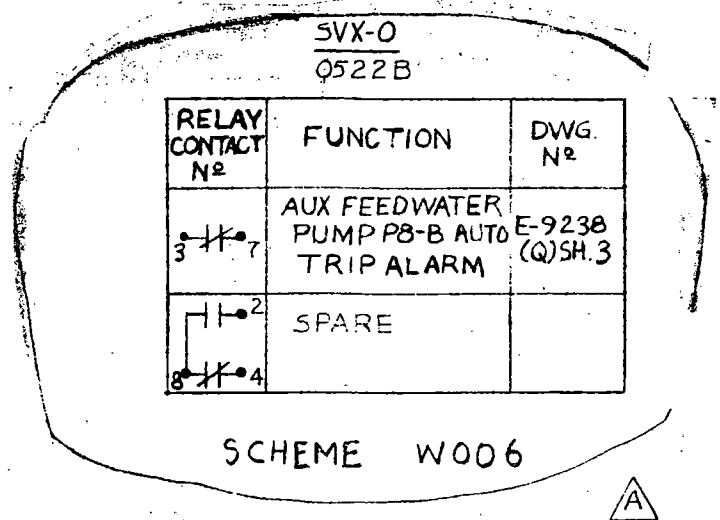 SVX-0
0522B
RELAY
CONTACT
Nº
FUNCTION
DWG.
Nº
3 7
AUX FEEDWATER
PUMP P8-B AUTO
TRIP ALARM
E-9238
(Q)SH.3
2
8 4
SPARE
SCHEME W006
A